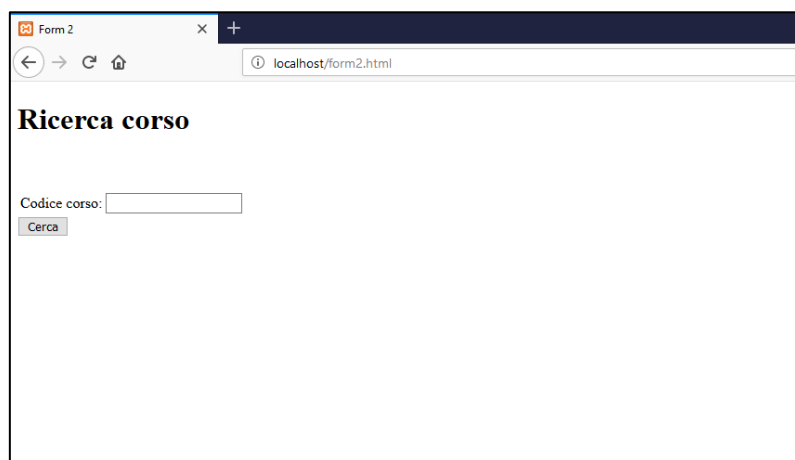 Form 2
localhost/form2.html
Ricerca corso
Codice corso:
Cerca